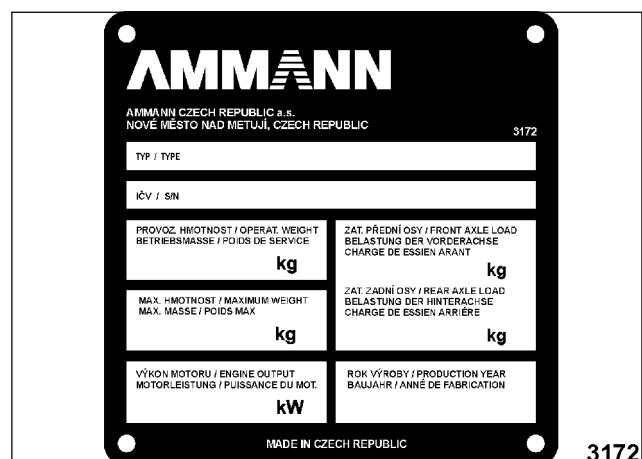 AMMANN
AMMANN CZECH REPUBLIC a.s.
NOVÉ MĚSTO NAD METUJÍ, CZECH REPUBLIC
3172
TYP / TYPE
IČV / S/N
PROVOZ. HMOTNOST / OPERAT. WEIGHT
BETRIEBSMASSE / POIDS DE SERVICE
kg
ZAT. PŘEDNÍ OSY / FRONT AXLE LOAD
BELASTUNG DER VORDERACHSE
CHARGE DE ESSIEN ARANT
kg
MAX. HMOTNOST / MAXIMUM WEIGHT
MAX. MASSE / POIDS MAX
kg
ZAT. ZADNÍ OSY / REAR AXLE LOAD
BELASTUNG DER HINTERACHSE
CHARGE DE ESSIEN ARRIÉRE
kg
VÝKON MOTORU / ENGINE OUTPUT
MOTORLEISTUNG / PUISSANCE DU MOT.
kW
ROK VÝROBY / PRODUCTION YEAR
BAUJAHR / ANNÉ DE FABRICATION
MADE IN CZECH REPUBLIC
3172